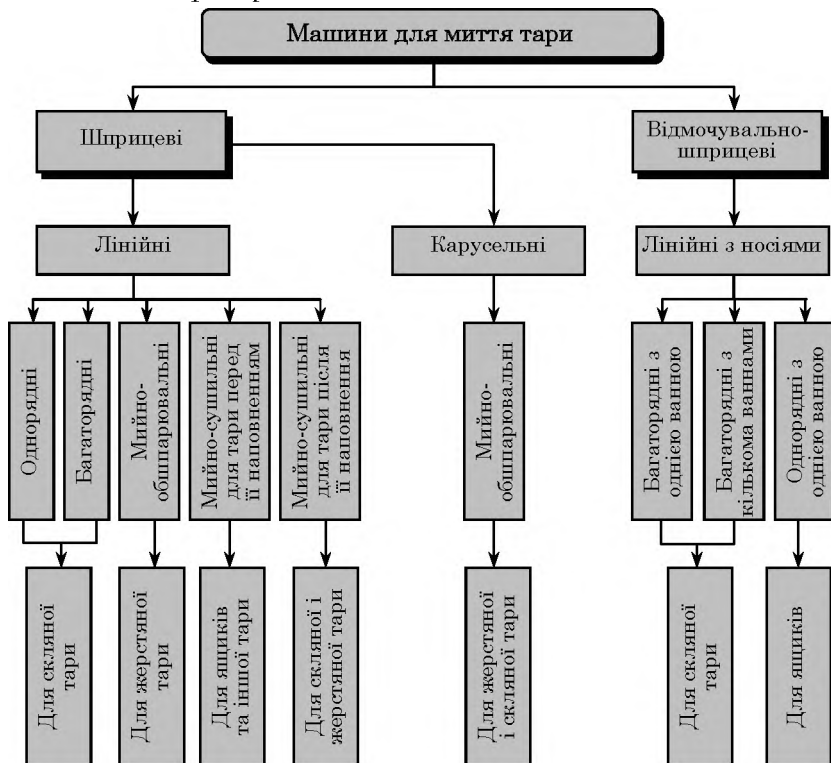 Машини для миття тари
Шприцеві
Відмочувально-
шприцеві
Лінійні
Карусельні
Лінійні з носіями
Однорядні
Багаторядні
Мийно-
обшпарювальні
Мийно-сушильні
для тари перед
її наповненням
Мийно-сушильні
для тари після
її наповнення
Мийно-
обшпарювальні
Багаторядні з
однією ванною
Багаторядні з
кількома ваннами
Однорядні з
однією ванною
Для скляної
тари
Для жерстяної
тари
Для ящиків
та іншої тари
Для скляної і
жерстяної тари
Для жерстяної
і скляної тари
Для скляної
тари
Для ящиків